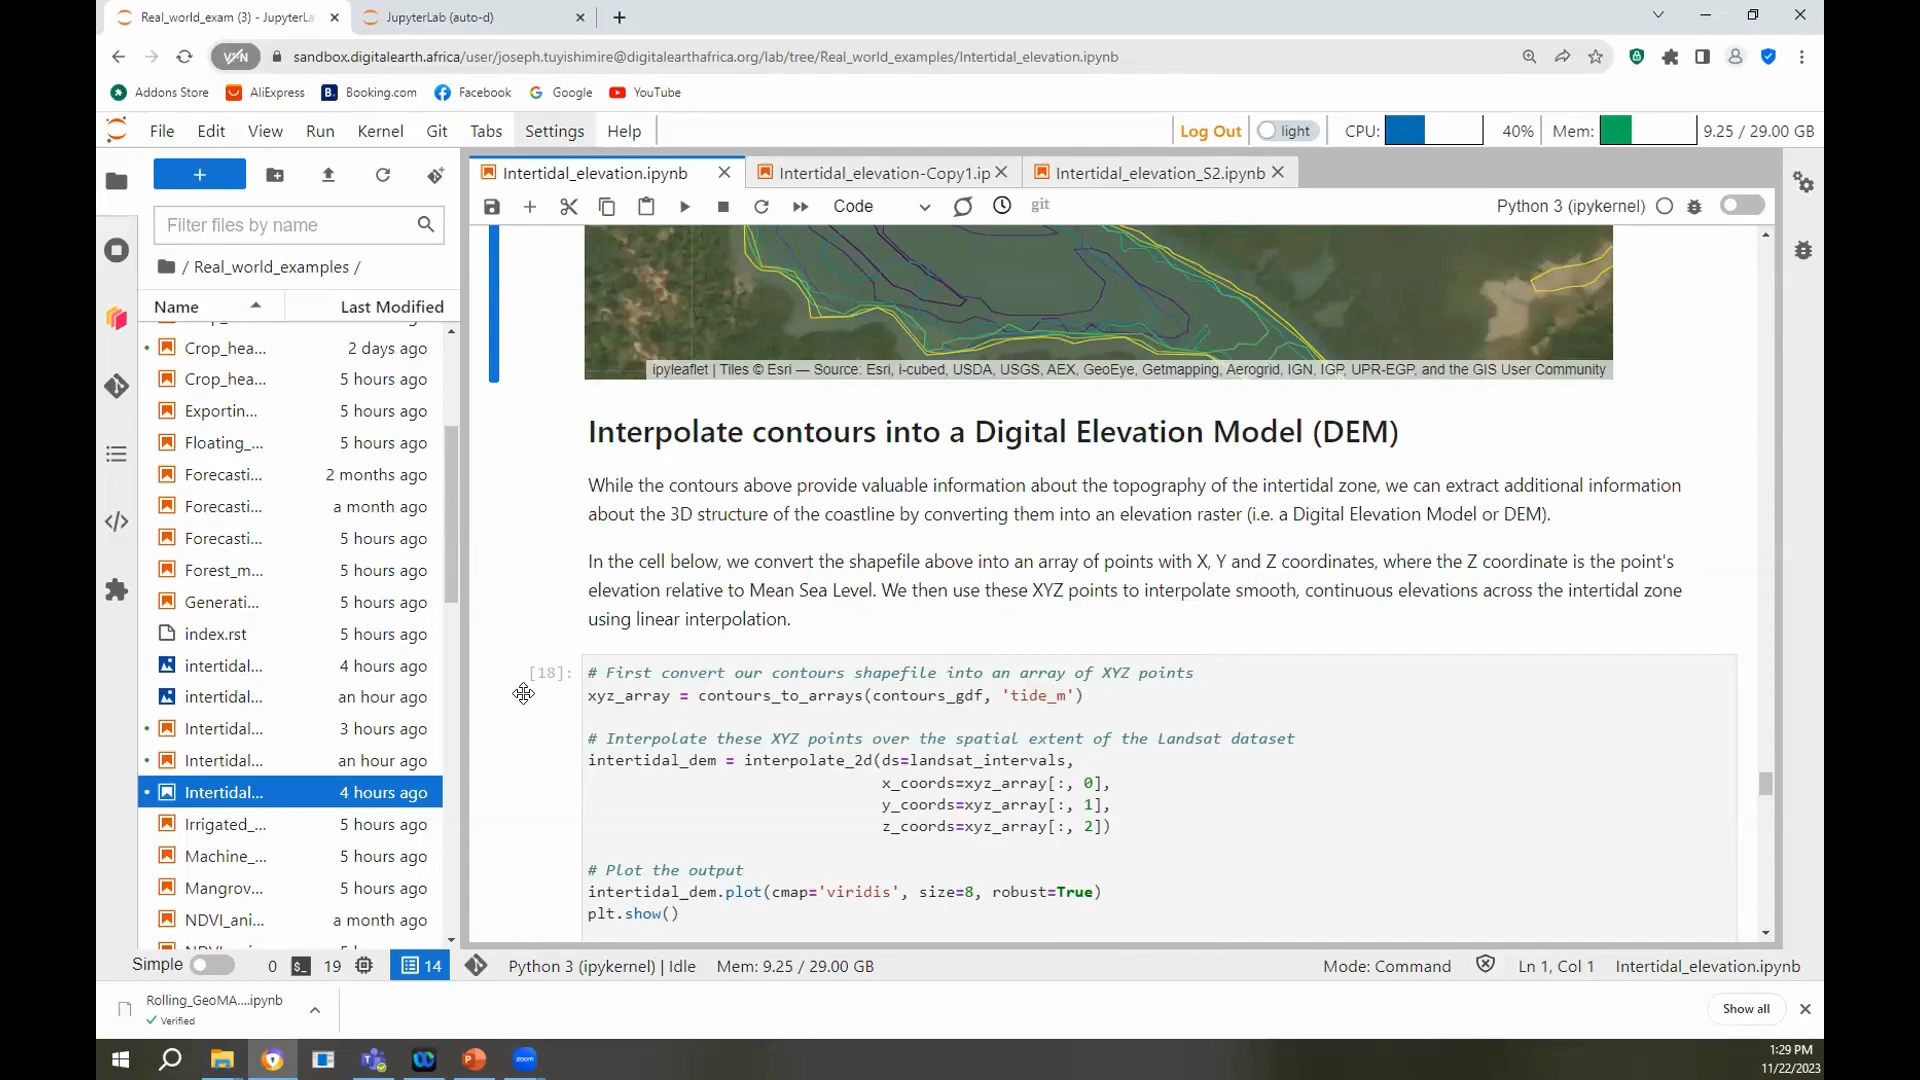 Real_world_exam (3) - JupyterLa
JupyterLab (auto-d)
VPN
sandbox.digitalearth.africa/user/joseph.tuyishimire@digitalearthafrica.org/lab/tree/Real_world_examples/Intertidal_elevation.ipynb
Addons Store
AliExpress
Booking.com
Facebook
Google
YouTube
File Edit View Run Kernel Git Tabs Settings Help
Log Out
light
CPU: 40%
Mem: 9.25 / 29.00 GB
Intertidal_elevation.ipynb
Intertidal_elevation-Copy1.ip
Intertidal_elevation_S2.ipynb
Filter files by name
Code
git
Python 3 (ipykernel)
/ Real_world_examples /
Name Last Modified
Crop_hea... 2 days ago
Crop_hea... 5 hours ago
Exportin... 5 hours ago
Floating_... 5 hours ago
Forecasti... 2 months ago
Forecasti... a month ago
Forecasti... 5 hours ago
Forest_m... 5 hours ago
Generati... 5 hours ago
index.rst 5 hours ago
intertidal... 4 hours ago
intertidal... an hour ago
Intertidal... 3 hours ago
Intertidal... an hour ago
Intertidal... 4 hours ago
Irrigated_... 5 hours ago
Machine_... 5 hours ago
Mangrov... 5 hours ago
NDVI_ani... a month ago
ipyleaflet | Tiles © Esri — Source: Esri, i-cubed, USDA, USGS, AEX, GeoEye, Getmapping, Aerogrid, IGN, IGP, UPR-EGP, and the GIS User Community
Interpolate contours into a Digital Elevation Model (DEM)
While the contours above provide valuable information about the topography of the intertidal zone, we can extract additional information
about the 3D structure of the coastline by converting them into an elevation raster (i.e. a Digital Elevation Model or DEM).
In the cell below, we convert the shapefile above into an array of points with X, Y and Z coordinates, where the Z coordinate is the point's
elevation relative to Mean Sea Level. We then use these XYZ points to interpolate smooth, continuous elevations across the intertidal zone
using linear interpolation.
[18]:
# First convert our contours shapefile into an array of XYZ points
xyz_array = contours_to_arrays(contours_gdf, 'tide_m')
# Interpolate these XYZ points over the spatial extent of the Landsat dataset
intertidal_dem = interpolate_2d(ds=landsat_intervals,
x_coords=xyz_array[:, 0],
y_coords=xyz_array[:, 1],
z_coords=xyz_array[:, 2])
# Plot the output
intertidal_dem.plot(cmap='viridis', size=8, robust=True)
plt.show()
Simple
0
19
14
Python 3 (ipykernel) | Idle
Mem: 9.25 / 29.00 GB
Mode: Command
Ln 1, Col 1
Intertidal_elevation.ipynb
Rolling_GeoMA....ipynb
Verified
Show all
zoom
1:29 PM
11/22/2023